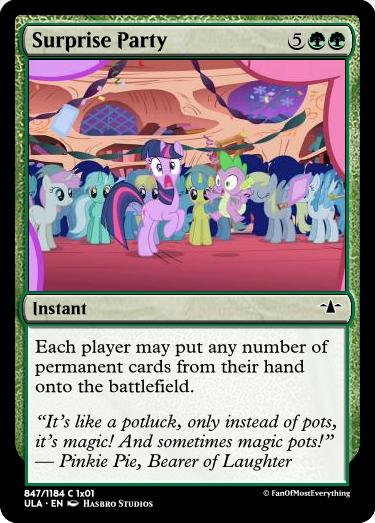 Surprise Party 5
Instant
Each player may put any number of
permanent cards from their hand
onto the battlefield.
“It’s like a potluck, only instead of pots,
it’s magic! And sometimes magic pots!”
— Pinkie Pie, Bearer of Laughter
847/1184 C 1x01
ULA • EN Hasbro Studios
© FanOfMostEverything